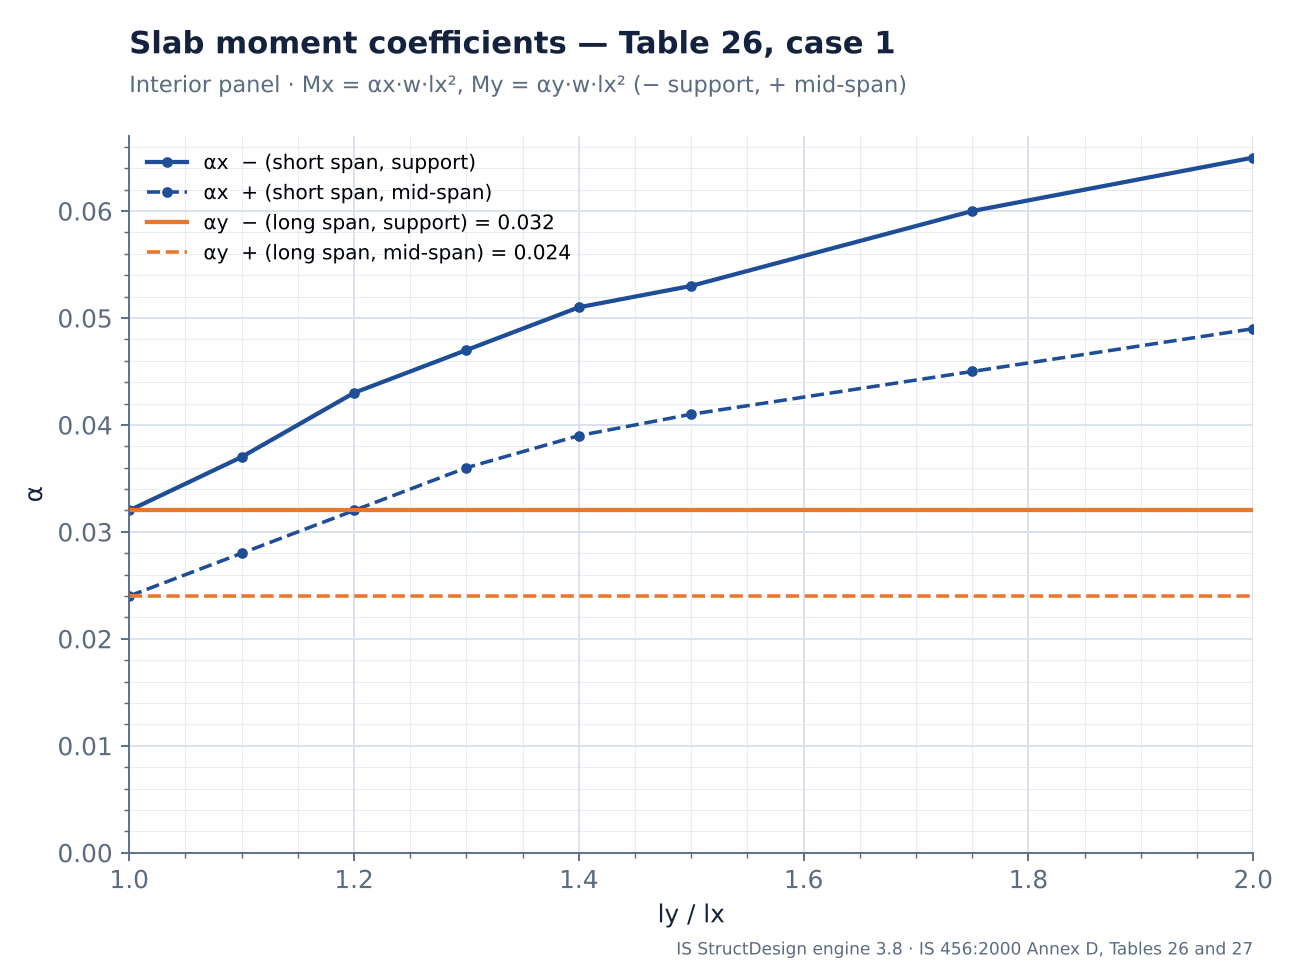 Slab moment coefficients — Table 26, case 1
Interior panel · Mx = αx·w·lx², My = αy·w·lx² (− support, + mid-span)
αx − (short span, support)
αx + (short span, mid-span)
αy − (long span, support) = 0.032
αy + (long span, mid-span) = 0.024
0.06
0.05
0.04
0.03
0.02
0.01
0.00
α
1.0 1.2 1.4 1.6 1.8 2.0
ly / lx
IS StructDesign engine 3.8 · IS 456:2000 Annex D, Tables 26 and 27